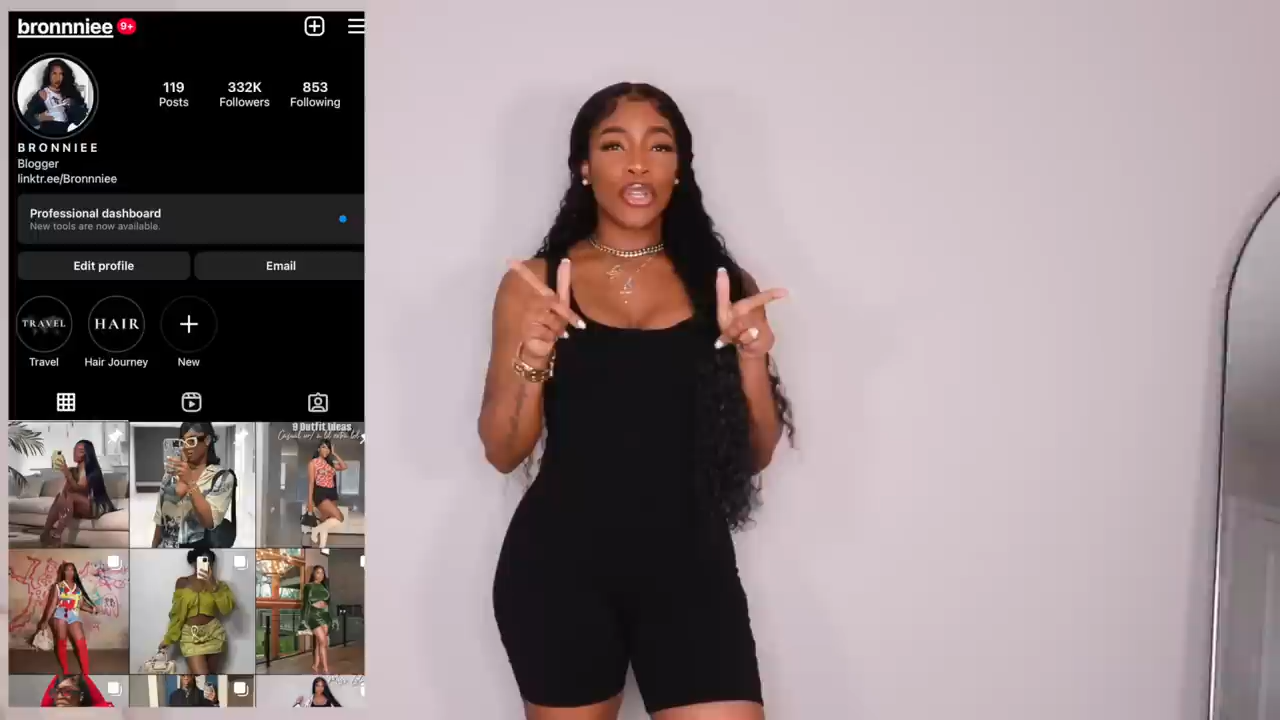 bronnniee 9+
119 332K 853
Posts Followers Following
BRONNIEE
Blogger
linktr.ee/Bronnniee
Professional dashboard
New tools are now available.
Edit profile Email
TRAVEL HAIR
Travel Hair Journey New
9 Outfit Ideas